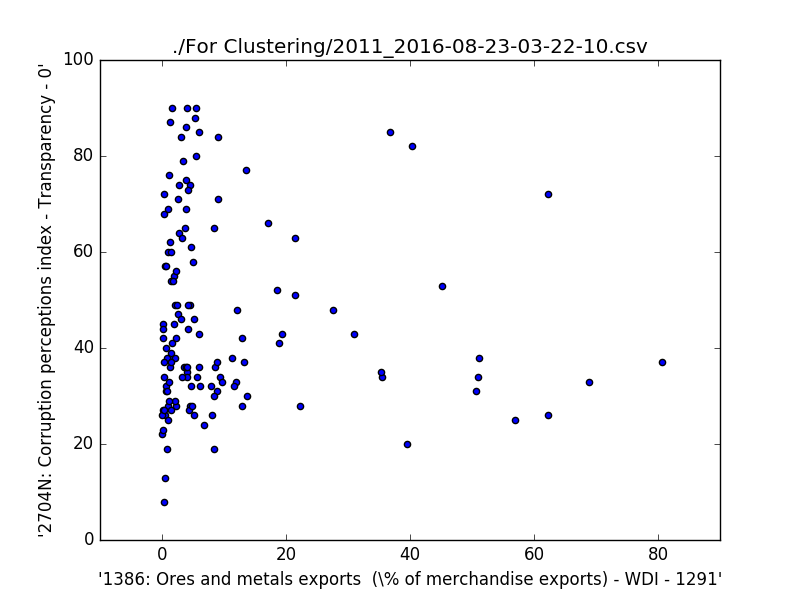 ./For Clustering/2011_2016-08-23-03-22-10.csv
'2704N: Corruption perceptions index - Transparency - 0'
100
80
60
40
20
0
0 20 40 60 80
'1386: Ores and metals exports  (\% of merchandise exports) - WDI - 1291'